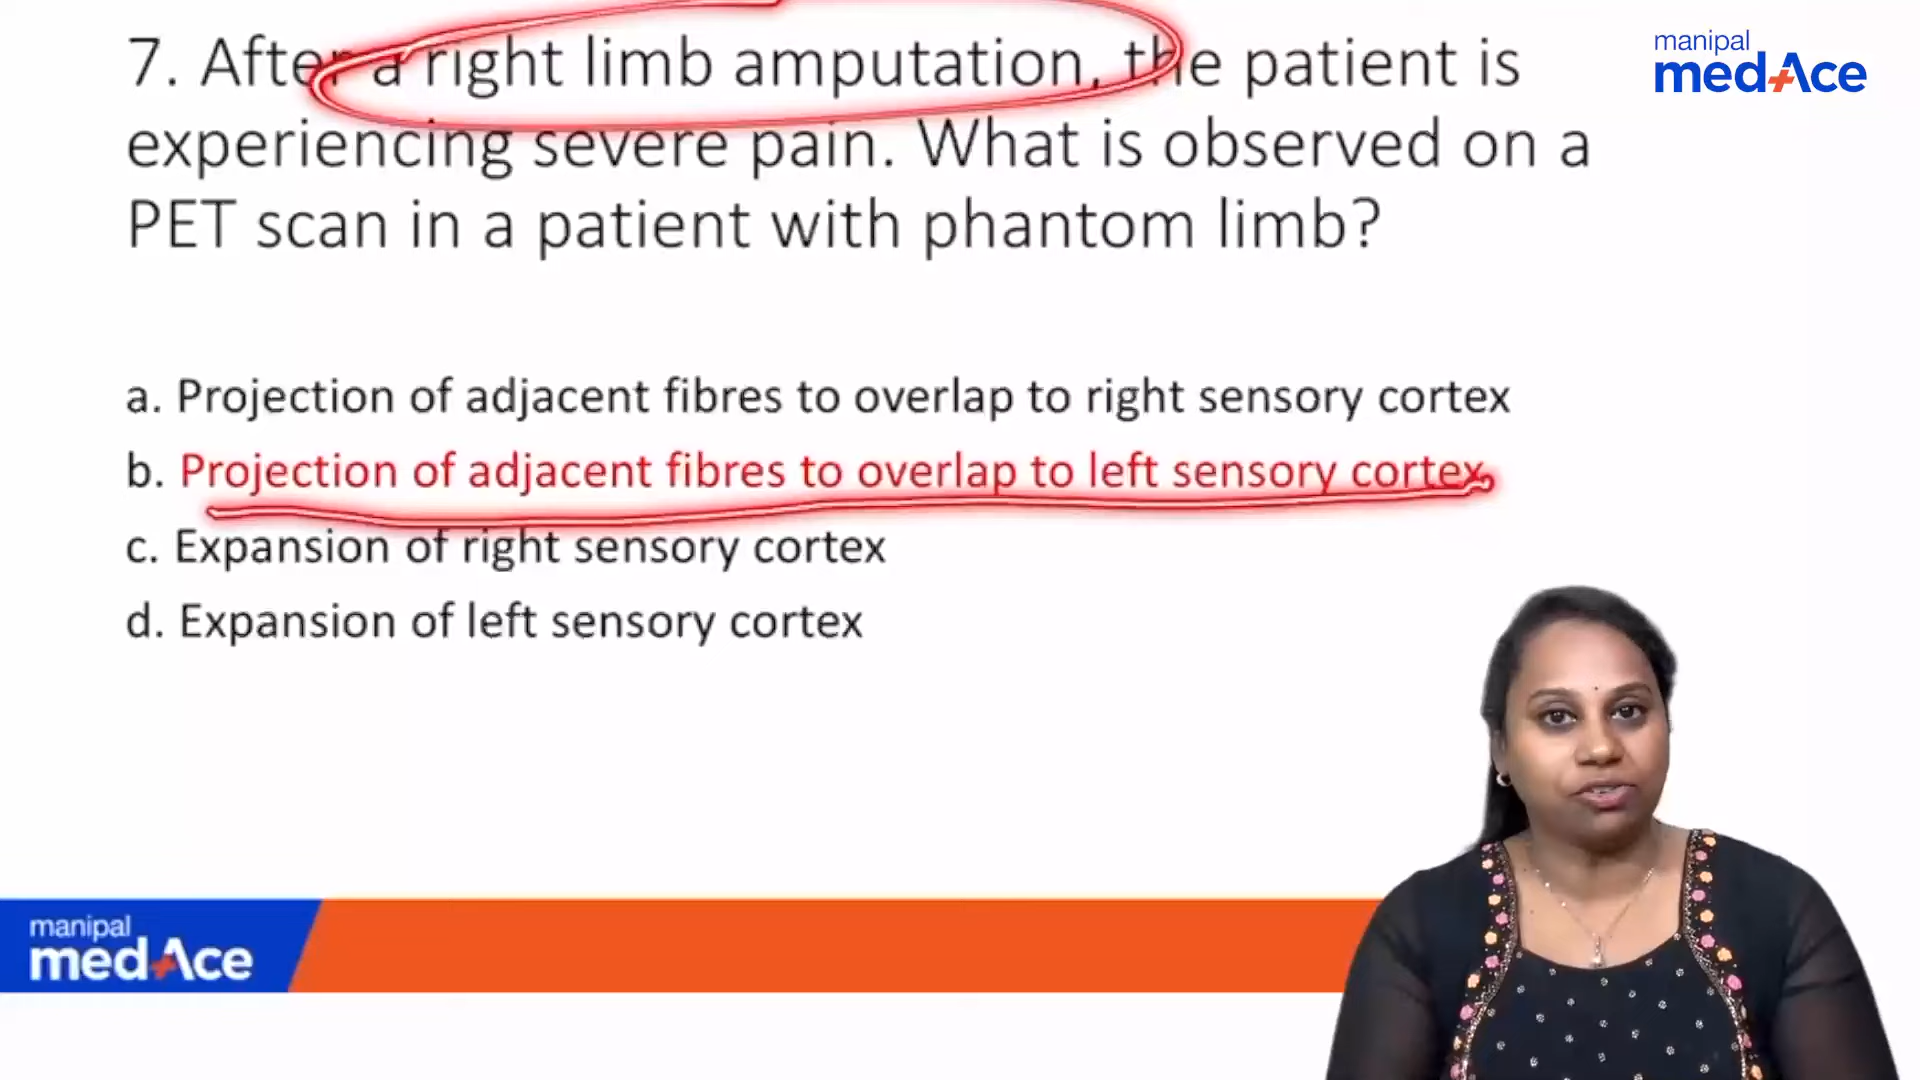 7. After a right limb amputation, the patient is
experiencing severe pain. What is observed on a
PET scan in a patient with phantom limb?
manipal
medAce
a. Projection of adjacent fibres to overlap to right sensory cortex
b. Projection of adjacent fibres to overlap to left sensory cortex
c. Expansion of right sensory cortex
d. Expansion of left sensory cortex
manipal
medAce